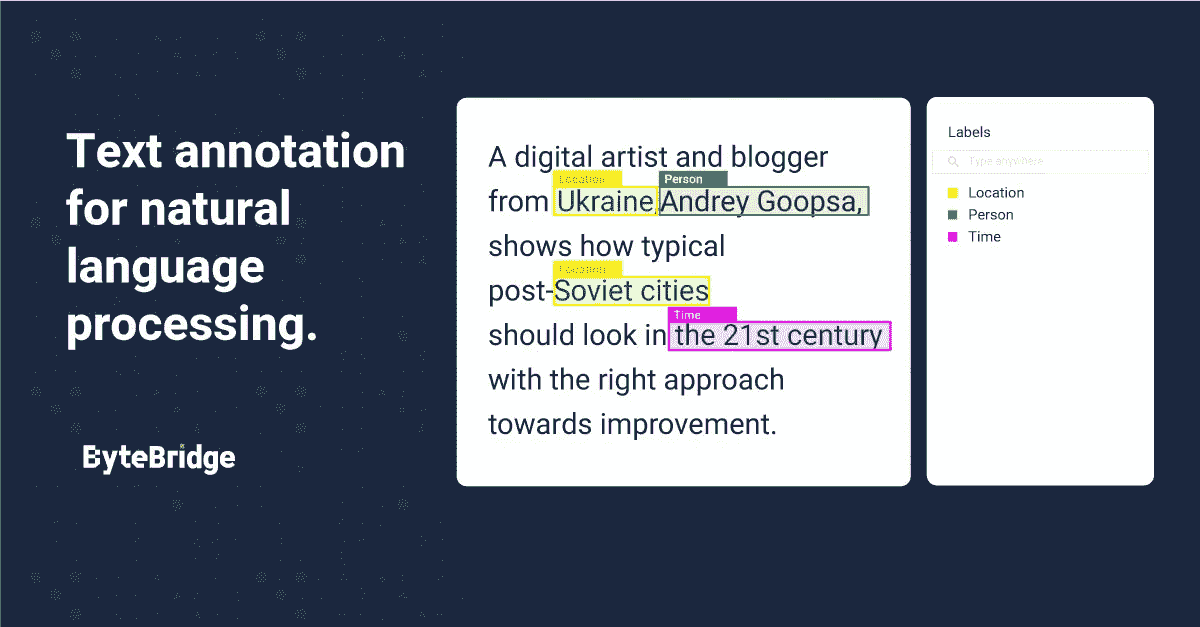 Text annotation
for natural
language
processing.
ByteBridge
A digital artist and blogger
Location
Person
from Ukraine, Andrey Goopsa,
shows how typical
Location
post-Soviet cities
Time
should look in the 21st century
with the right approach
towards improvement.
Labels
Type anywhere
Location
Person
Time